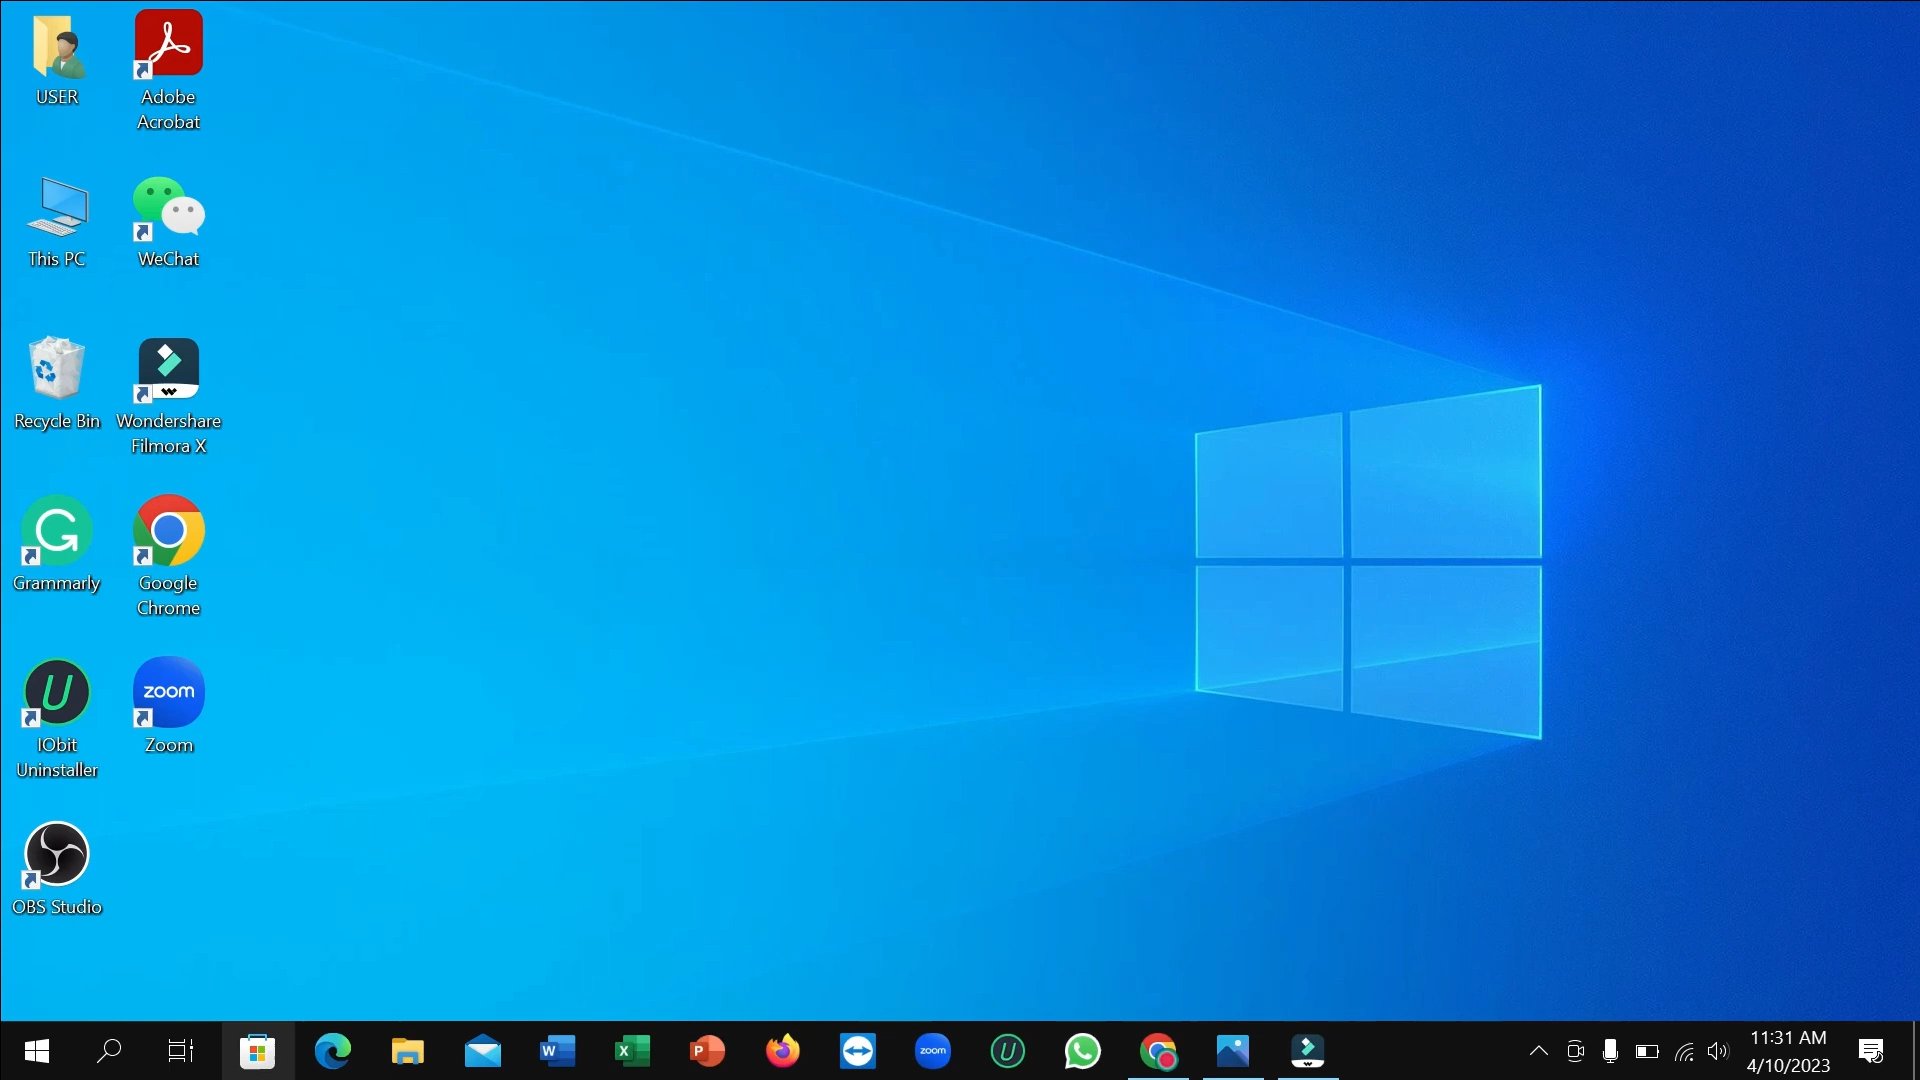 USER
Adobe
Acrobat
This PC
WeChat
Recycle Bin
Wondershare
Filmora X
Grammarly
Google
Chrome
zoom
IObit
Uninstaller
Zoom
OBS Studio
W
X
P
zoom
11:31 AM
4/10/2023